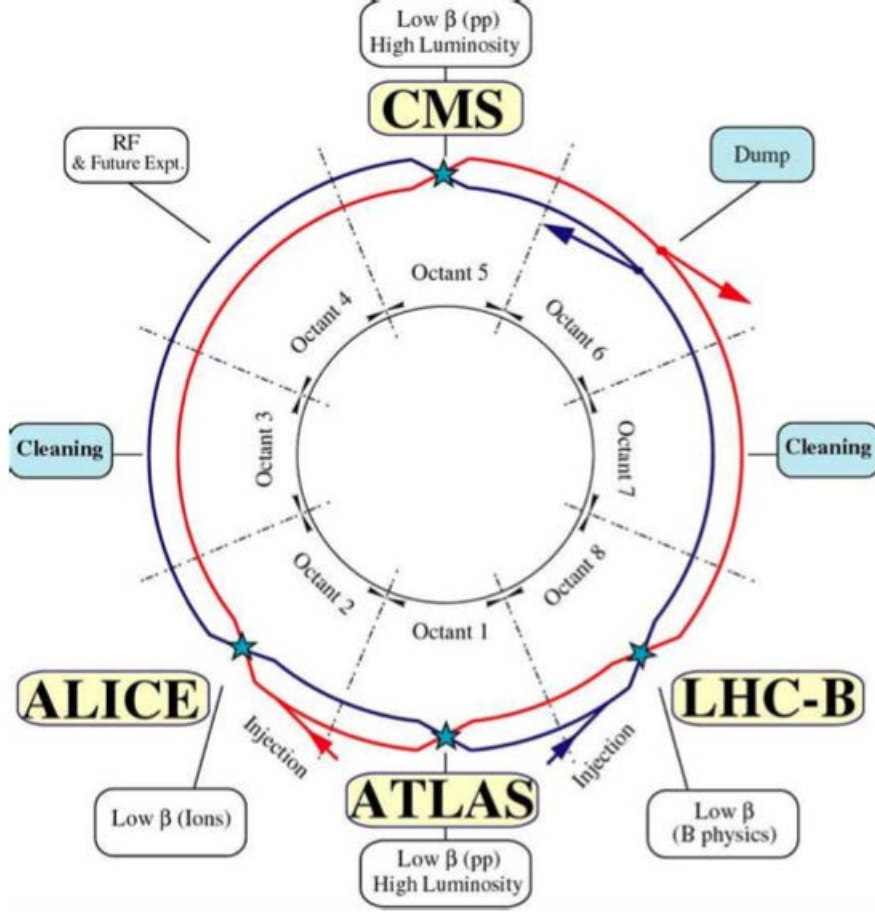 Low β (pp)
High Luminosity
CMS
RF
& Future Expt.
Dump
Octant 5
Octant 4
Octant 6
Cleaning
Octant 3
Octant 7
Cleaning
Octant 2
Octant 8
Octant 1
ALICE
LHC-B
Injection
Injection
ATLAS
Low β (Ions)
Low β
(B physics)
Low β (pp)
High Luminosity